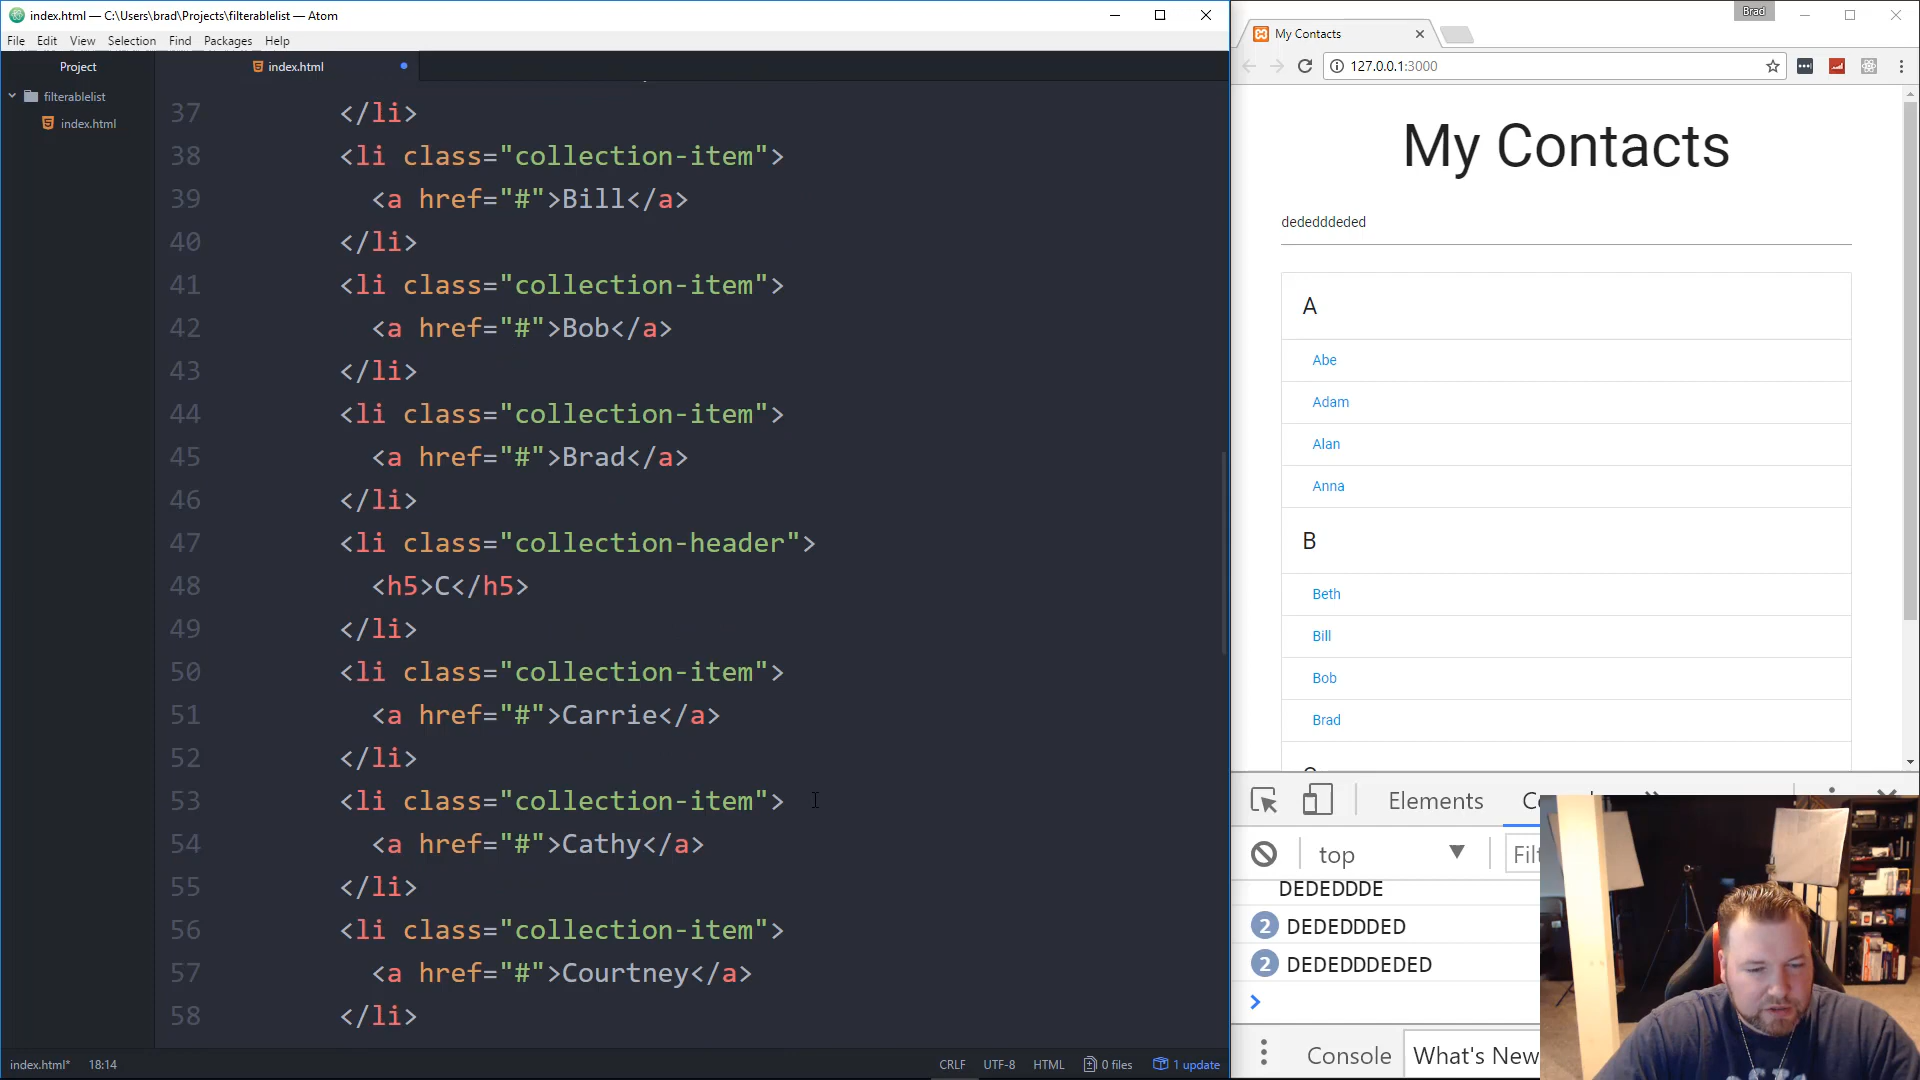 index.html — C:\Users\brad\Projects\filterablelist — Atom
File Edit View Selection Find Packages Help
Project
index.html
filterablelist
index.html
37 </li>
38 <li class="collection-item">
39 <a href="#">Bill</a>
40 </li>
41 <li class="collection-item">
42 <a href="#">Bob</a>
43 </li>
44 <li class="collection-item">
45 <a href="#">Brad</a>
46 </li>
47 <li class="collection-header">
48 <h5>C</h5>
49 </li>
50 <li class="collection-item">
51 <a href="#">Carrie</a>
52 </li>
53 <li class="collection-item">
54 <a href="#">Cathy</a>
55 </li>
56 <li class="collection-item">
57 <a href="#">Courtney</a>
58 </li>
index.html* 18:14 CRLF UTF-8 HTML 0 files 1 update
Brad
My Contacts
127.0.0.1:3000
My Contacts
dededddeded
A
Abe
Adam
Alan
Anna
B
Beth
Bill
Bob
Brad
Elements
top
DEDEDDDE
2 DEDEDDDED
2 DEDEDDDEDED
Console What's New